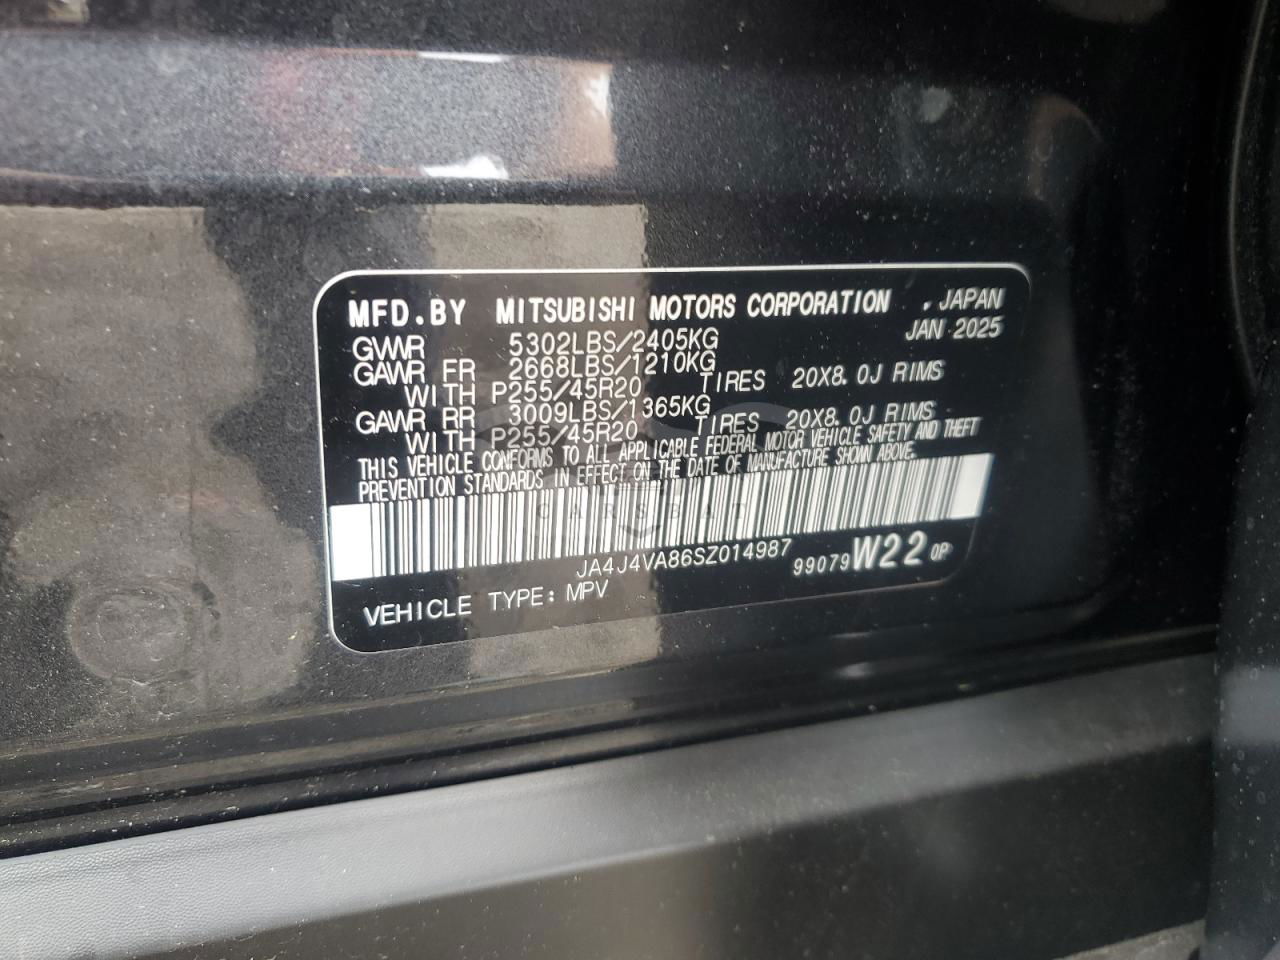 MFD.BY MITSUBISHI MOTORS CORPORATION . JAPAN
JAN 2025
GVWR 5302LBS/2405KG
GAWR FR 2668LBS/1210KG
WITH P255/45R20 TIRES 20X8.0J RIMS
GAWR RR 3009LBS/1365KG
WITH P255/45R20 TIRES 20X8.0J RIMS
THIS VEHICLE CONFORMS TO ALL APPLICABLE FEDERAL MOTOR VEHICLE SAFETY AND THEFT
PREVENTION STANDARDS IN EFFECT ON THE DATE OF MANUFACTURE SHOWN ABOVE.
CARSBAT
JA4J4VA86SZ014987
99079 W22 0P
VEHICLE TYPE: MPV